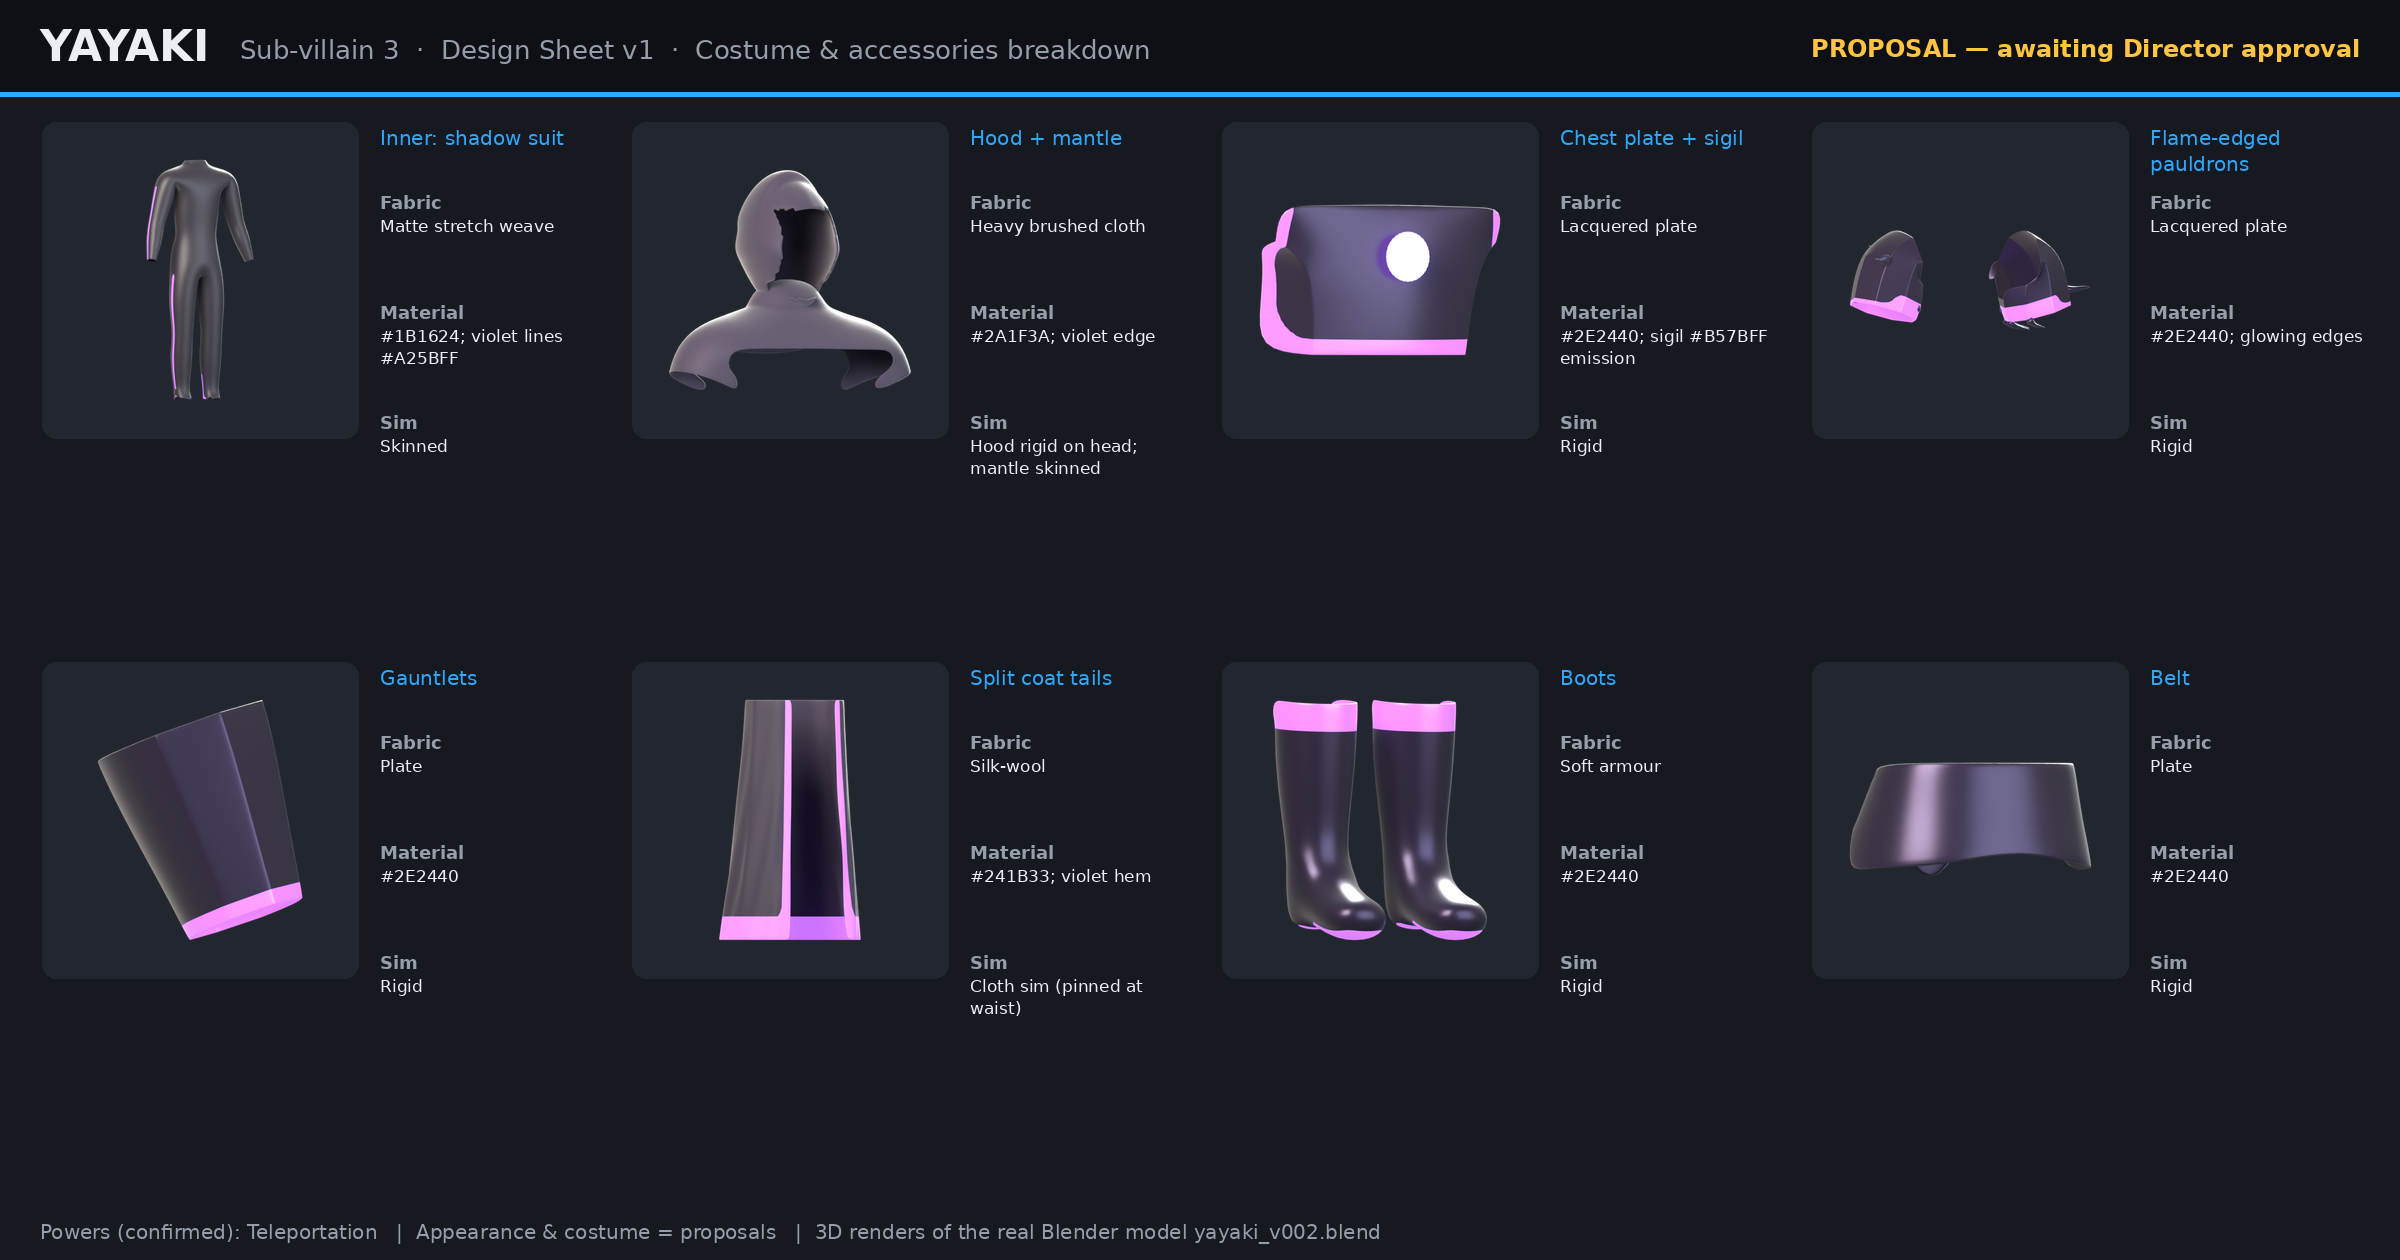 YAYAKI Sub-villain 3 · Design Sheet v1 · Costume & accessories breakdown
PROPOSAL — awaiting Director approval
Inner: shadow suit
Fabric
Matte stretch weave
Material
#1B1624; violet lines
#A25BFF
Sim
Skinned
Hood + mantle
Fabric
Heavy brushed cloth
Material
#2A1F3A; violet edge
Sim
Hood rigid on head;
mantle skinned
Chest plate + sigil
Fabric
Lacquered plate
Material
#2E2440; sigil #B57BFF
emission
Sim
Rigid
Flame-edged
pauldrons
Fabric
Lacquered plate
Material
#2E2440; glowing edges
Sim
Rigid
Gauntlets
Fabric
Plate
Material
#2E2440
Sim
Rigid
Split coat tails
Fabric
Silk-wool
Material
#241B33; violet hem
Sim
Cloth sim (pinned at
waist)
Boots
Fabric
Soft armour
Material
#2E2440
Sim
Rigid
Belt
Fabric
Plate
Material
#2E2440
Sim
Rigid
Powers (confirmed): Teleportation | Appearance & costume = proposals | 3D renders of the real Blender model yayaki_v002.blend